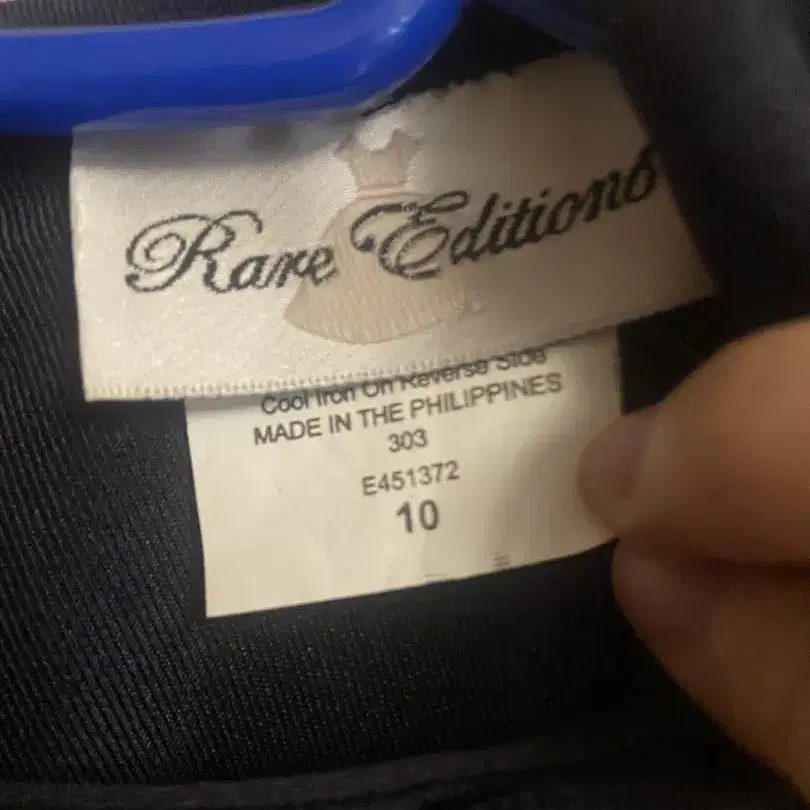 Rare Editions
Cool Iron On Reverse Side
MADE IN THE PHILIPPINES
303
E451372
10